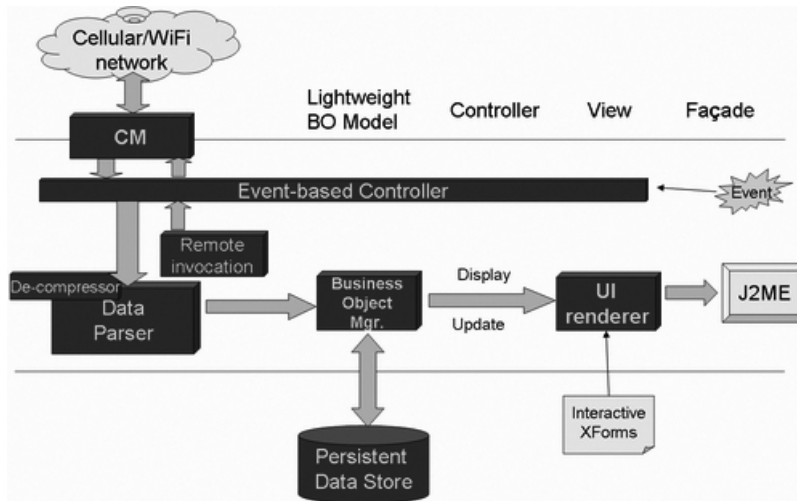 Cellular/WiFi
network
Lightweight
BO Model
Controller
View
Façade
CM
Event-based Controller
Event
Remote
invocation
De-compressor
Data
Parser
Business
Object
Mgr.
Display
Update
UI
renderer
J2ME
Interactive
XForms
Persistent
Data Store